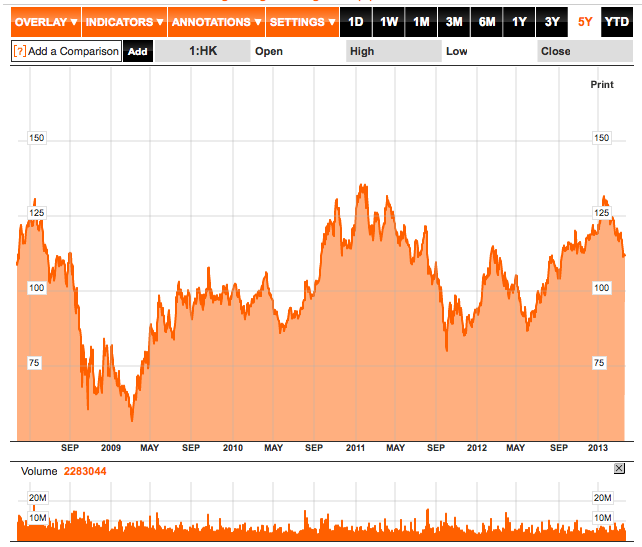 OVERLAY ▼ INDICATORS ▼ ANNOTATIONS ▼ SETTINGS ▼ 1D 1W 1M 3M 6M 1Y 3Y 5Y YTD
[?] Add a Comparison Add 1:HK Open High Low Close
Print
150 150
125 125
100 100
75 75
SEP 2009 MAY SEP 2010 MAY SEP 2011 MAY SEP 2012 MAY SEP 2013
Volume 2283044
20M 20M
10M 10M